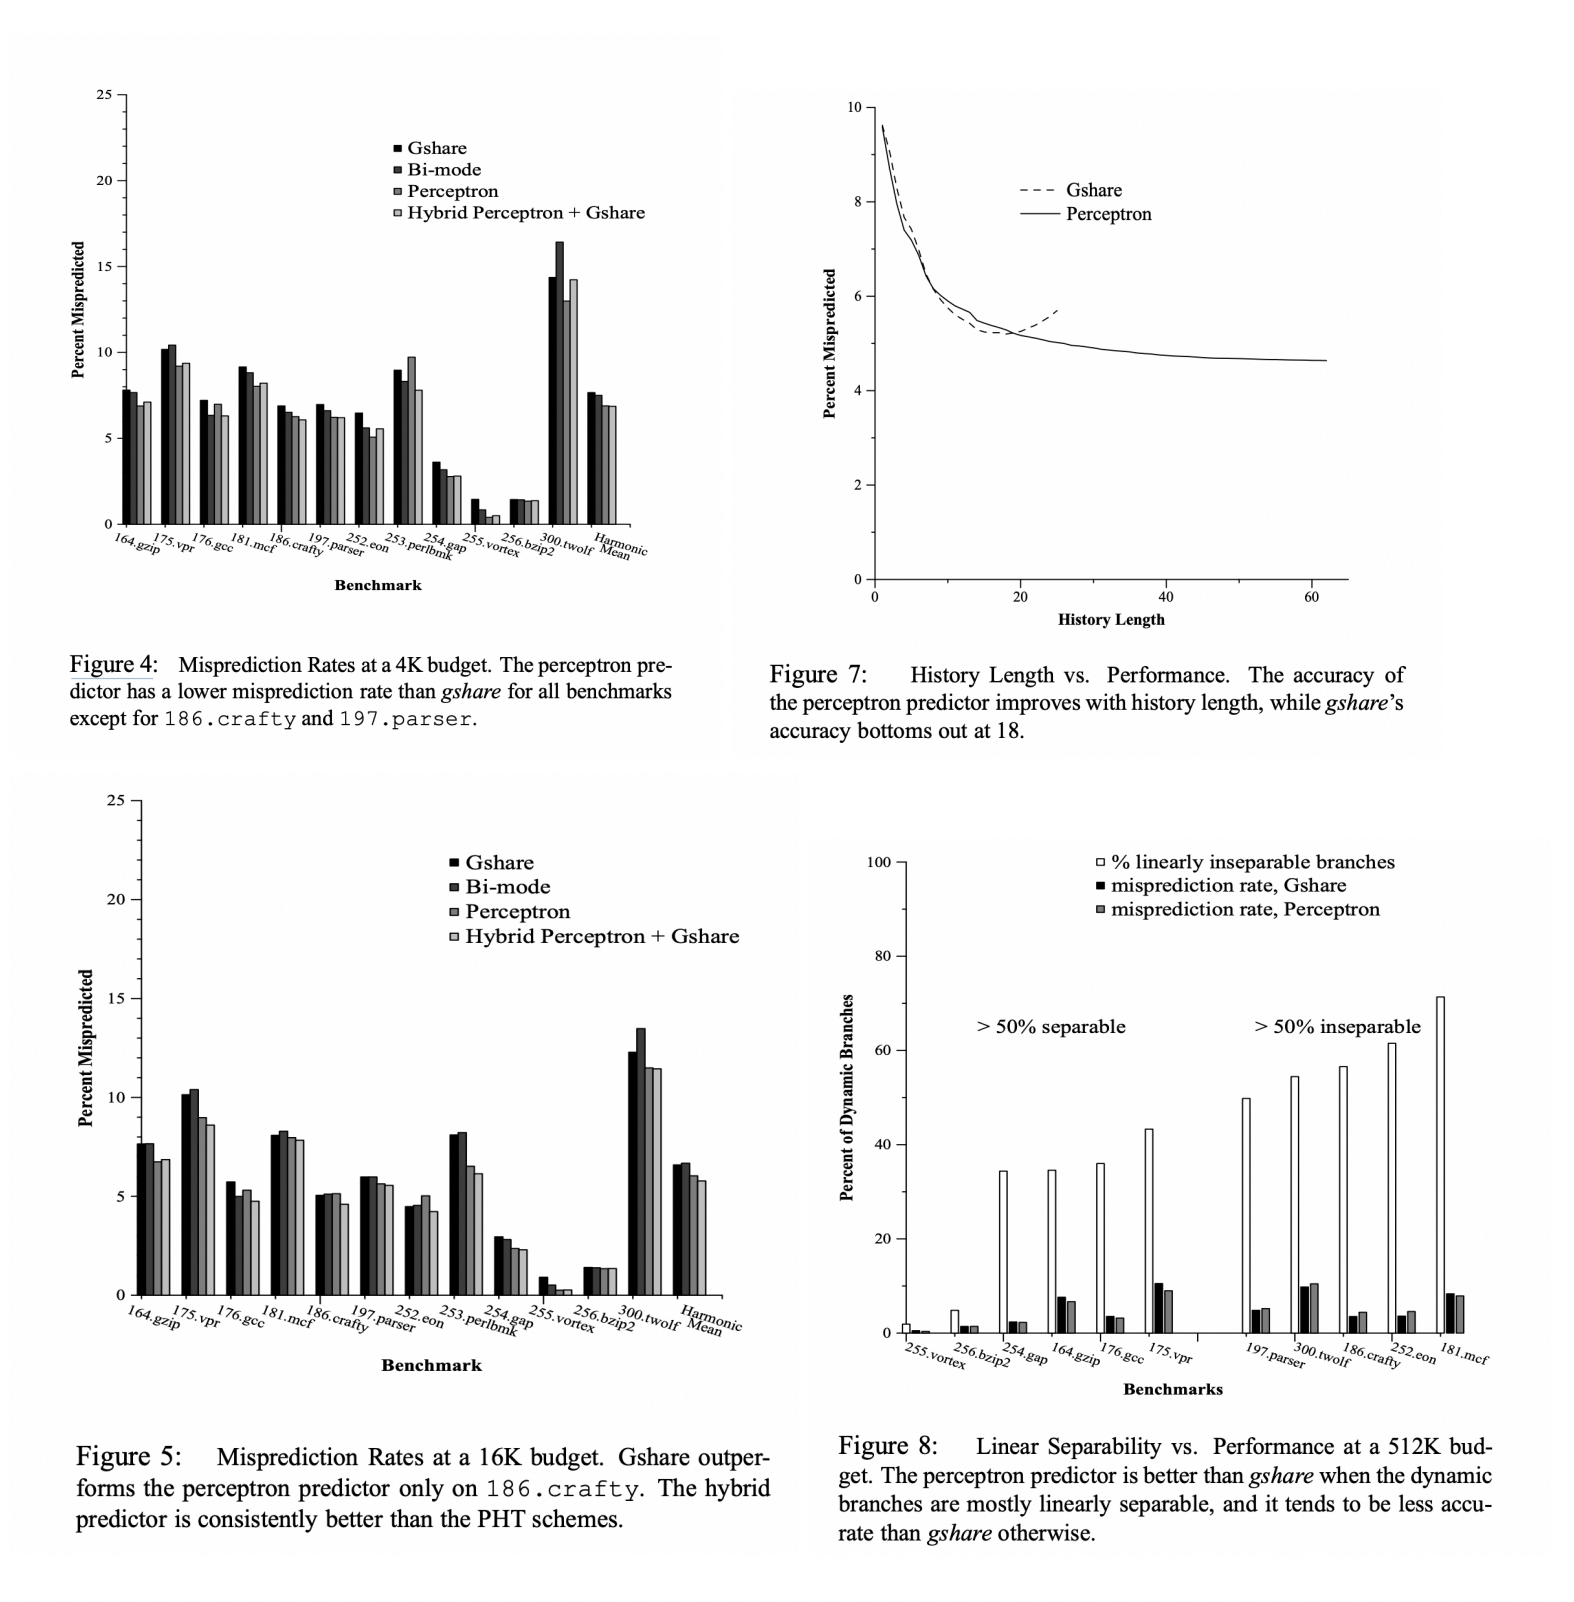 25
20
15
10
5
0
Percent Mispredicted
Gshare
Bi-mode
Perceptron
Hybrid Perceptron + Gshare
164.gzip
175.vpr
176.gcc
181.mcf
186.crafty
197.parser
252.eon
253.perlbmk
254.gap
255.vortex
256.bzip2
300.twolf
Harmonic
Mean
Benchmark
Figure 4: Misprediction Rates at a 4K budget. The perceptron pre-
dictor has a lower misprediction rate than gshare for all benchmarks
except for 186.crafty and 197.parser.
10
8
6
4
2
0
Percent Mispredicted
Gshare
Perceptron
0
20
40
60
History Length
Figure 7: History Length vs. Performance. The accuracy of
the perceptron predictor improves with history length, while gshare's
accuracy bottoms out at 18.
25
20
15
10
5
0
Percent Mispredicted
Gshare
Bi-mode
Perceptron
Hybrid Perceptron + Gshare
164.gzip
175.vpr
176.gcc
181.mcf
186.crafty
197.parser
252.eon
253.perlbmk
254.gap
255.vortex
256.bzip2
300.twolf
Harmonic
Mean
Benchmark
Figure 5: Misprediction Rates at a 16K budget. Gshare outper-
forms the perceptron predictor only on 186.crafty. The hybrid
predictor is consistently better than the PHT schemes.
100
80
60
40
20
0
Percent of Dynamic Branches
% linearly inseparable branches
misprediction rate, Gshare
misprediction rate, Perceptron
> 50% separable
> 50% inseparable
255.vortex
256.bzip2
254.gap
164.gzip
176.gcc
175.vpr
197.parser
300.twolf
186.crafty
252.eon
181.mcf
Benchmarks
Figure 8: Linear Separability vs. Performance at a 512K bud-
get. The perceptron predictor is better than gshare when the dynamic
branches are mostly linearly separable, and it tends to be less accu-
rate than gshare otherwise.